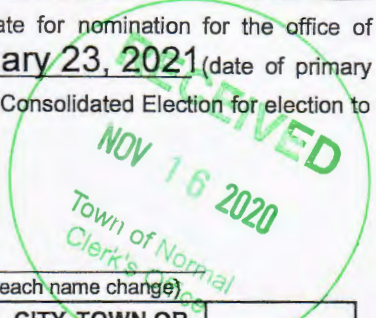 ate for nomination for the office of
ary 23, 2021 (date of primary
Consolidated Election for election to
RECEIVED
NOV 16 2020
Town of Normal
Clerk's Office
each name change)
CITY, TOWN OR